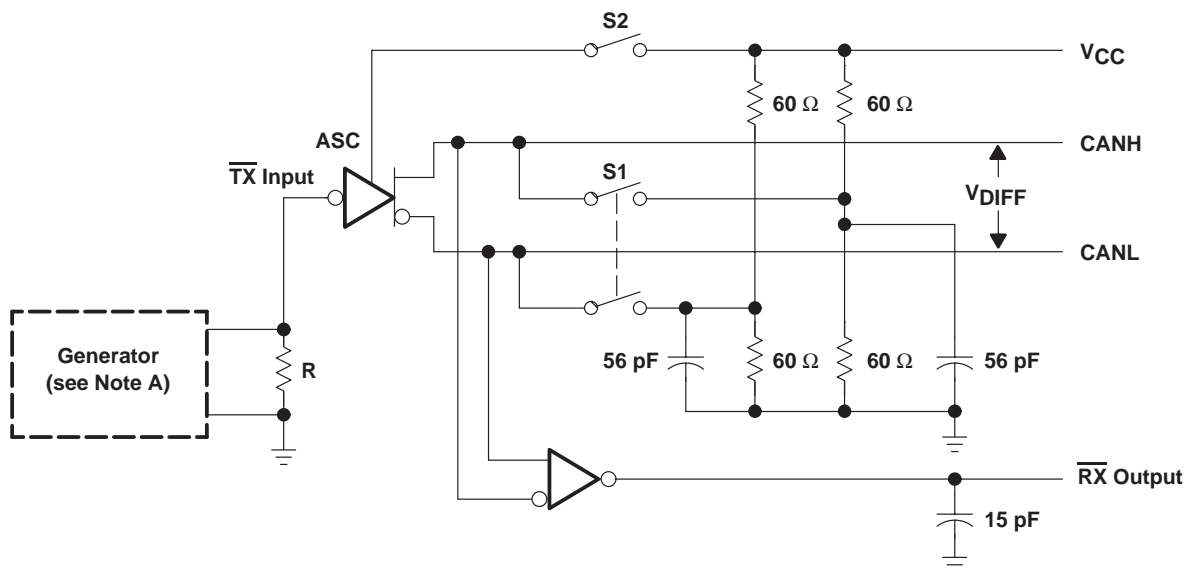 S2
VCC
60 Ω
60 Ω
ASC
CANH
TX Input
S1
VDIFF
CANL
Generator
(see Note A)
R
56 pF
60 Ω
60 Ω
56 pF
RX Output
15 pF